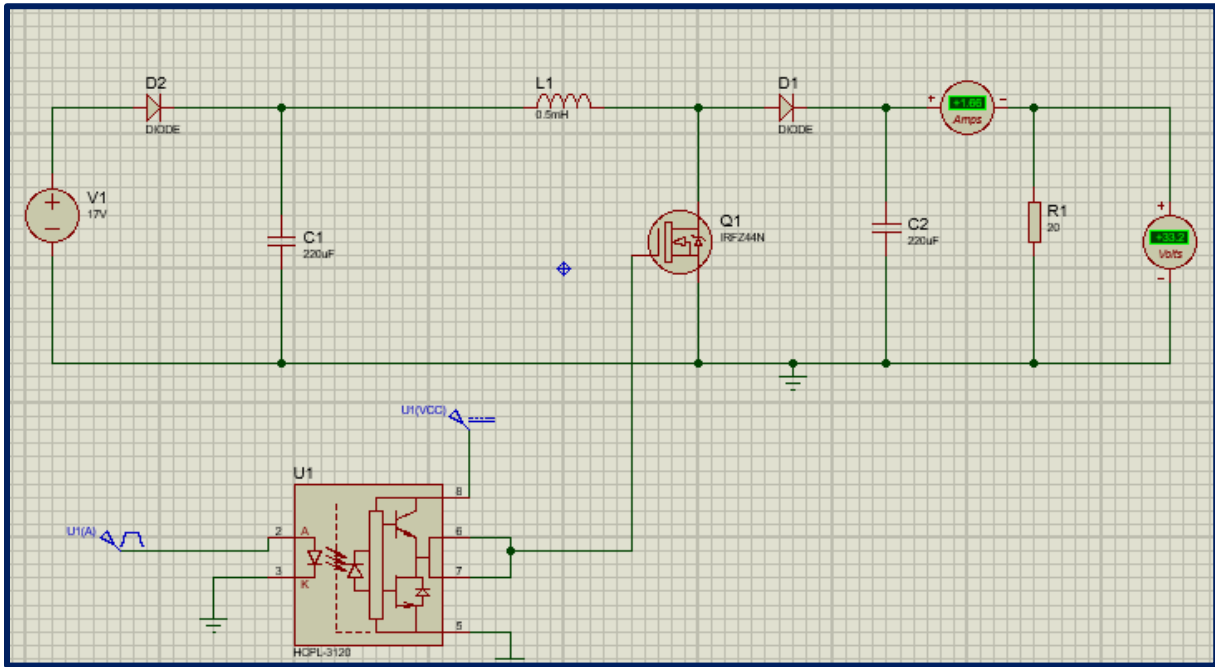 D2
DIODE
L1
0.5mH
D1
DIODE
+ +1.66 -
Amps
V1
17V
+
-
C1
220uF
Q1
IRFZ44N
C2
220uF
R1
20
+
+33.2
Volts
-
U1(VCC)
U1
8
U1(A)
2 A
6
7
3 K
5
HCPL-3120